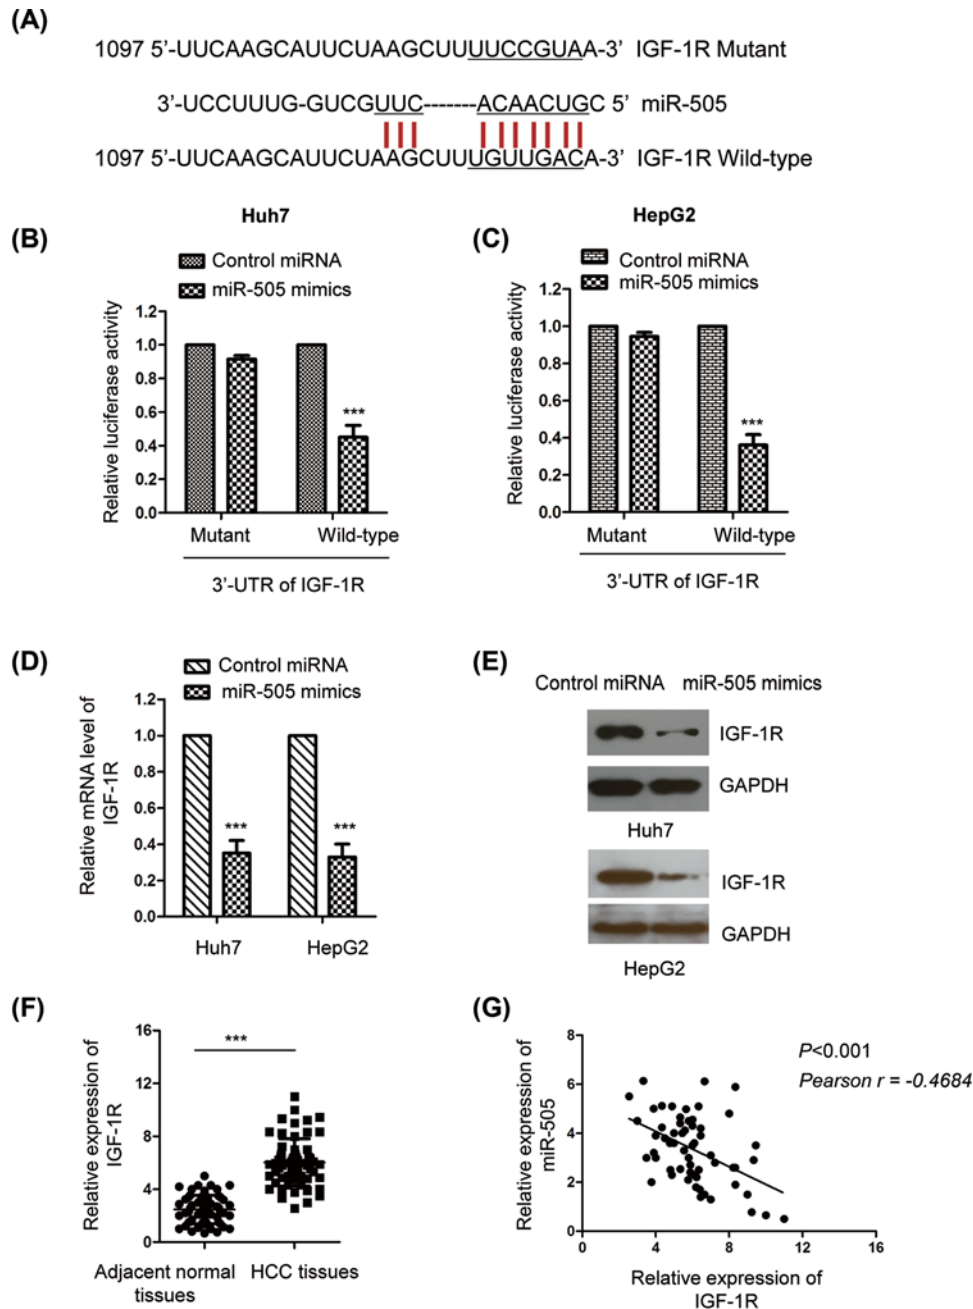 (A)
1097 5’-UUCAAGCAUUCUAAGCUUUUCCGUAA-3’ IGF-1R Mutant
3’-UCCUUUG-GUCGUUC-------ACAACUGC 5’ miR-505
1097 5’-UUCAAGCAUUCUAAGCUUUGUUGACA-3’ IGF-1R Wild-type
Huh7
(B)
Control miRNA
miR-505 mimics
Relative luciferase activity
1.2
1.0
0.8
0.6
0.4
0.2
0.0
***
Mutant Wild-type
3’-UTR of IGF-1R
HepG2
(C)
Control miRNA
miR-505 mimics
Relative luciferase activity
1.2
1.0
0.8
0.6
0.4
0.2
0.0
***
Mutant Wild-type
3’-UTR of IGF-1R
(D)
Control miRNA
miR-505 mimics
Relative mRNA level of
IGF-1R
1.2
1.0
0.8
0.6
0.4
0.2
0.0
*** ***
Huh7 HepG2
(E)
Control miRNA miR-505 mimics
IGF-1R
GAPDH
Huh7
IGF-1R
GAPDH
HepG2
(F)
Relative expression of
IGF-1R
16
12
8
4
0
***
Adjacent normal
tissues
HCC tissues
(G)
Relative expression of
miR-505
8
6
4
2
0
P<0.001
Pearson r = -0.4684
0 4 8 12 16
Relative expression of
IGF-1R